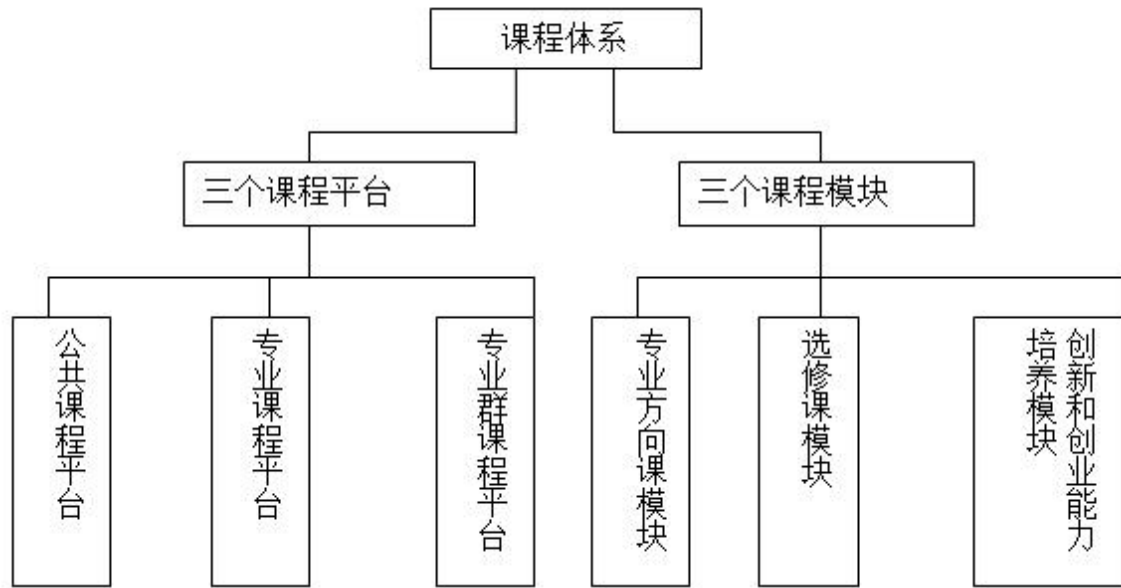 课程体系
三个课程平台
三个课程模块
公共课程平台
专业课程平台
专业群课程平台
专业方向课模块
选修课模块
创新和创业能力
培养模块